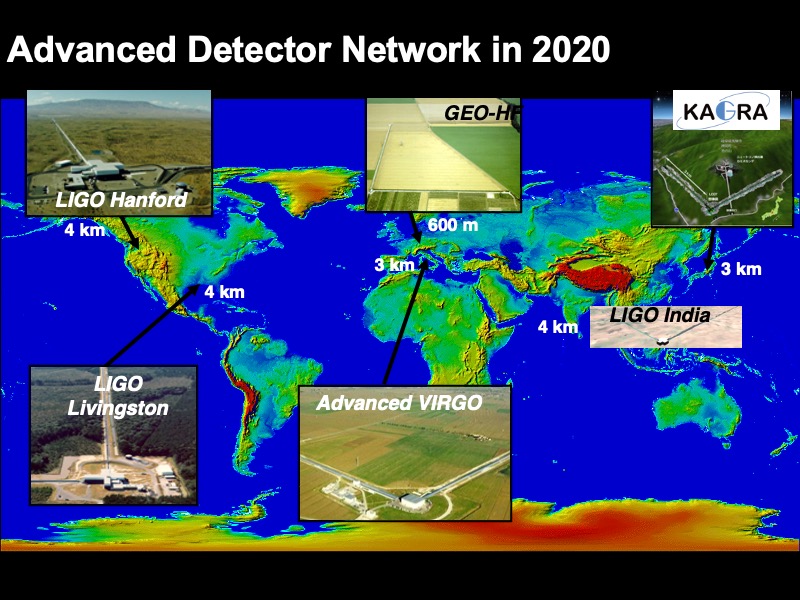 Advanced Detector Network in 2020
LIGO Hanford
4 km
GEO-HF
600 m
3 km
KAGRA
3 km
4 km
LIGO India
4 km
LIGO
Livingston
Advanced VIRGO